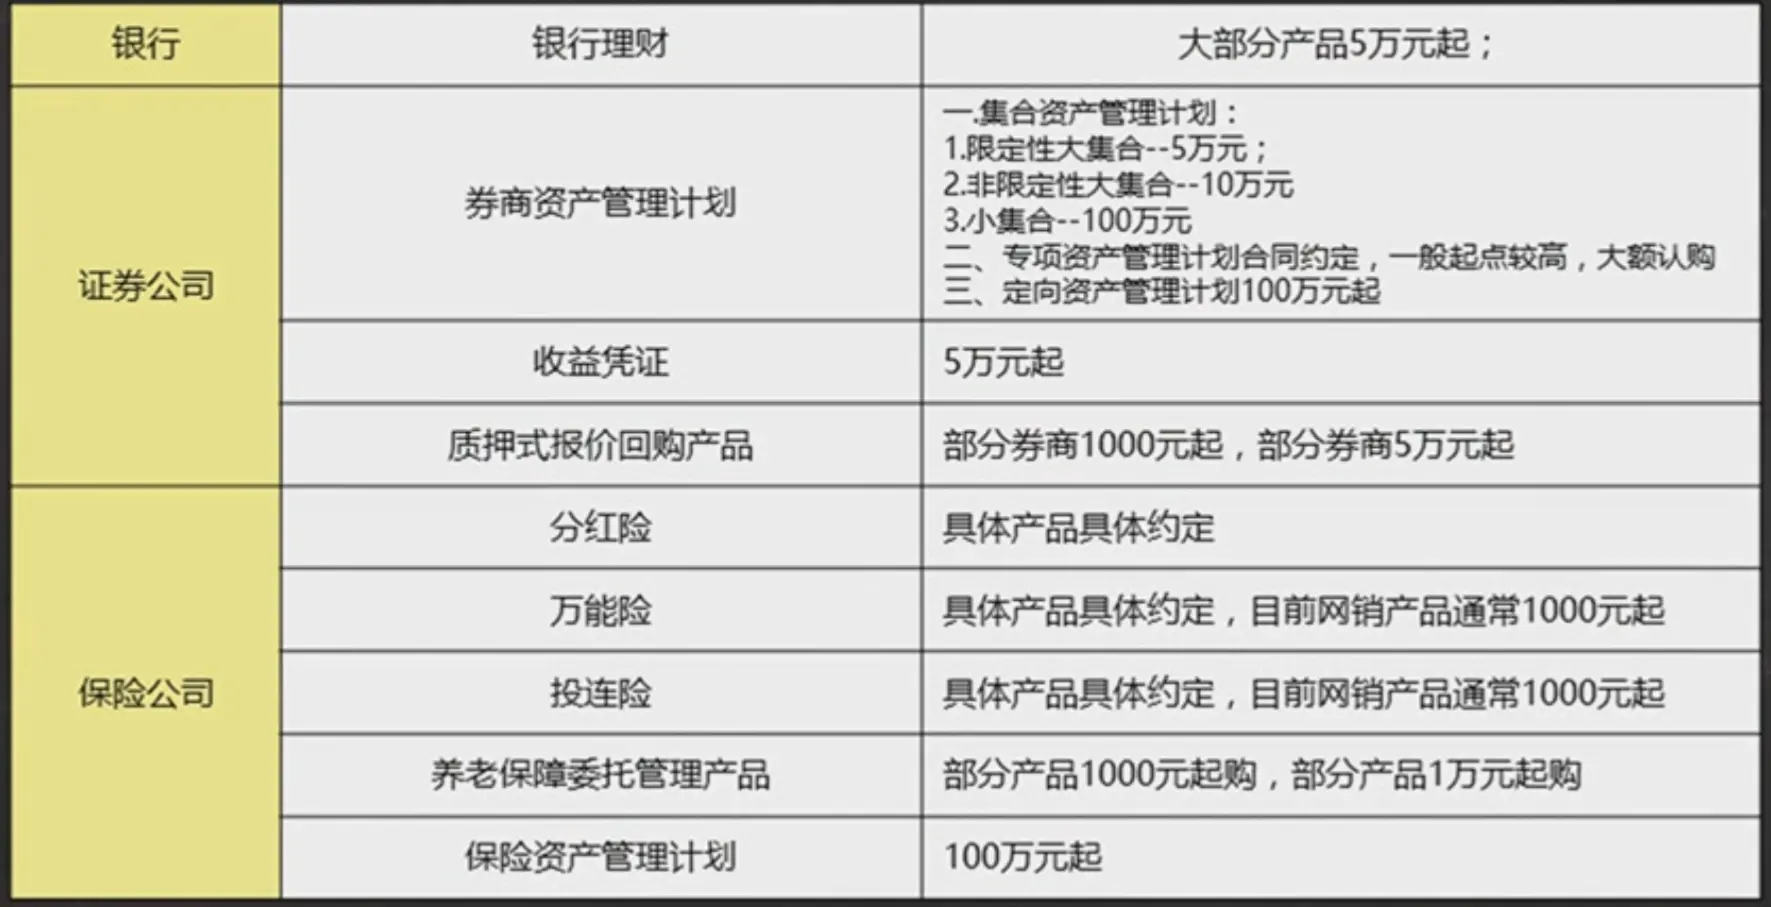 银行
银行理财
大部分产品5万元起；
证券公司
券商资产管理计划
一.集合资产管理计划：
1.限定性大集合--5万元；
2.非限定性大集合--10万元
3.小集合--100万元
二、专项资产管理计划合同约定，一般起点较高，大额认购
三、定向资产管理计划100万元起
收益凭证
5万元起
质押式报价回购产品
部分券商1000元起，部分券商5万元起
保险公司
分红险
具体产品具体约定
万能险
具体产品具体约定，目前网销产品通常1000元起
投连险
具体产品具体约定，目前网销产品通常1000元起
养老保障委托管理产品
部分产品1000元起购，部分产品1万元起购
保险资产管理计划
100万元起